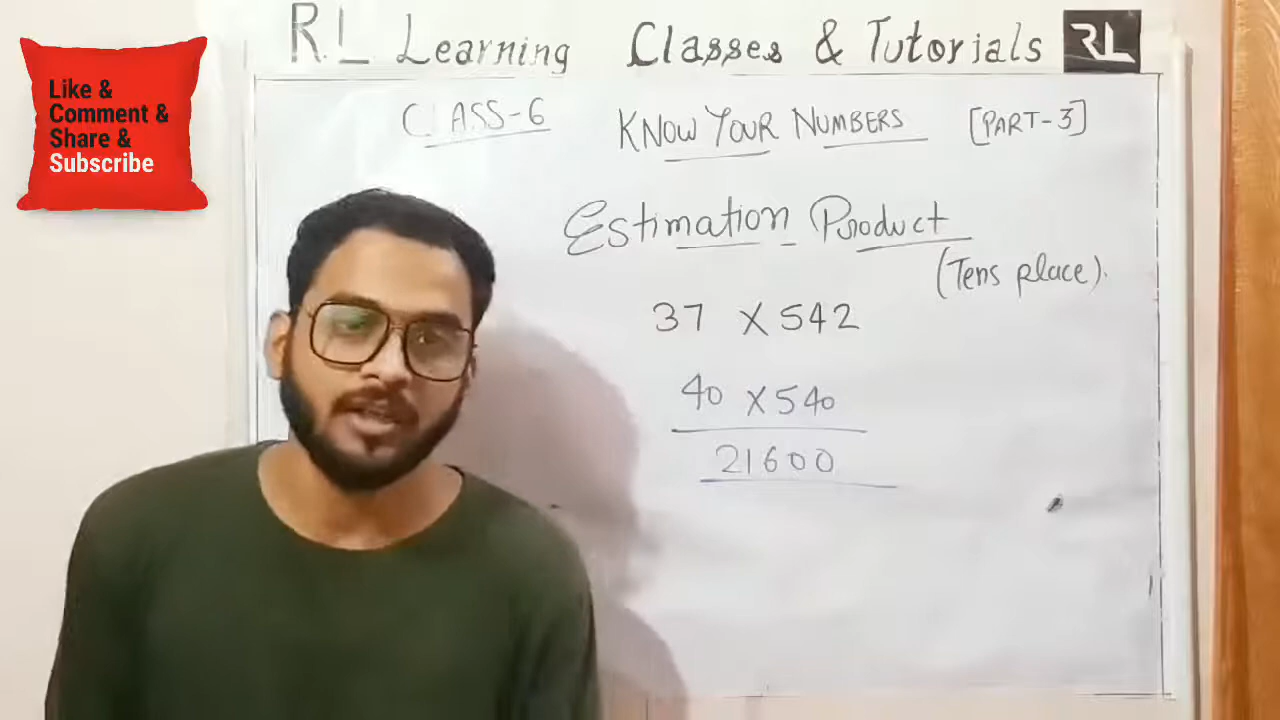 R.L Learning Classes & Tutorials RL
Like &
Comment &
Share &
Subscribe
CLASS-6 KNOW YOUR NUMBERS [PART-3]
Estimation Product
(Tens place).
37 X 542
40 X 540
21600